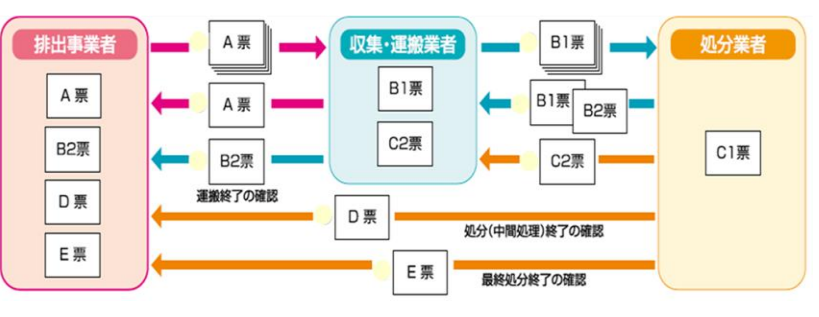 排出事業者
A票
B2票
D票
E票
A票
A票
B2票
運搬終了の確認
収集・運搬業者
B1票
C2票
B1票
B1票
B2票
C2票
D票
処分(中間処理)終了の確認
E票
最終処分終了の確認
処分業者
C1票